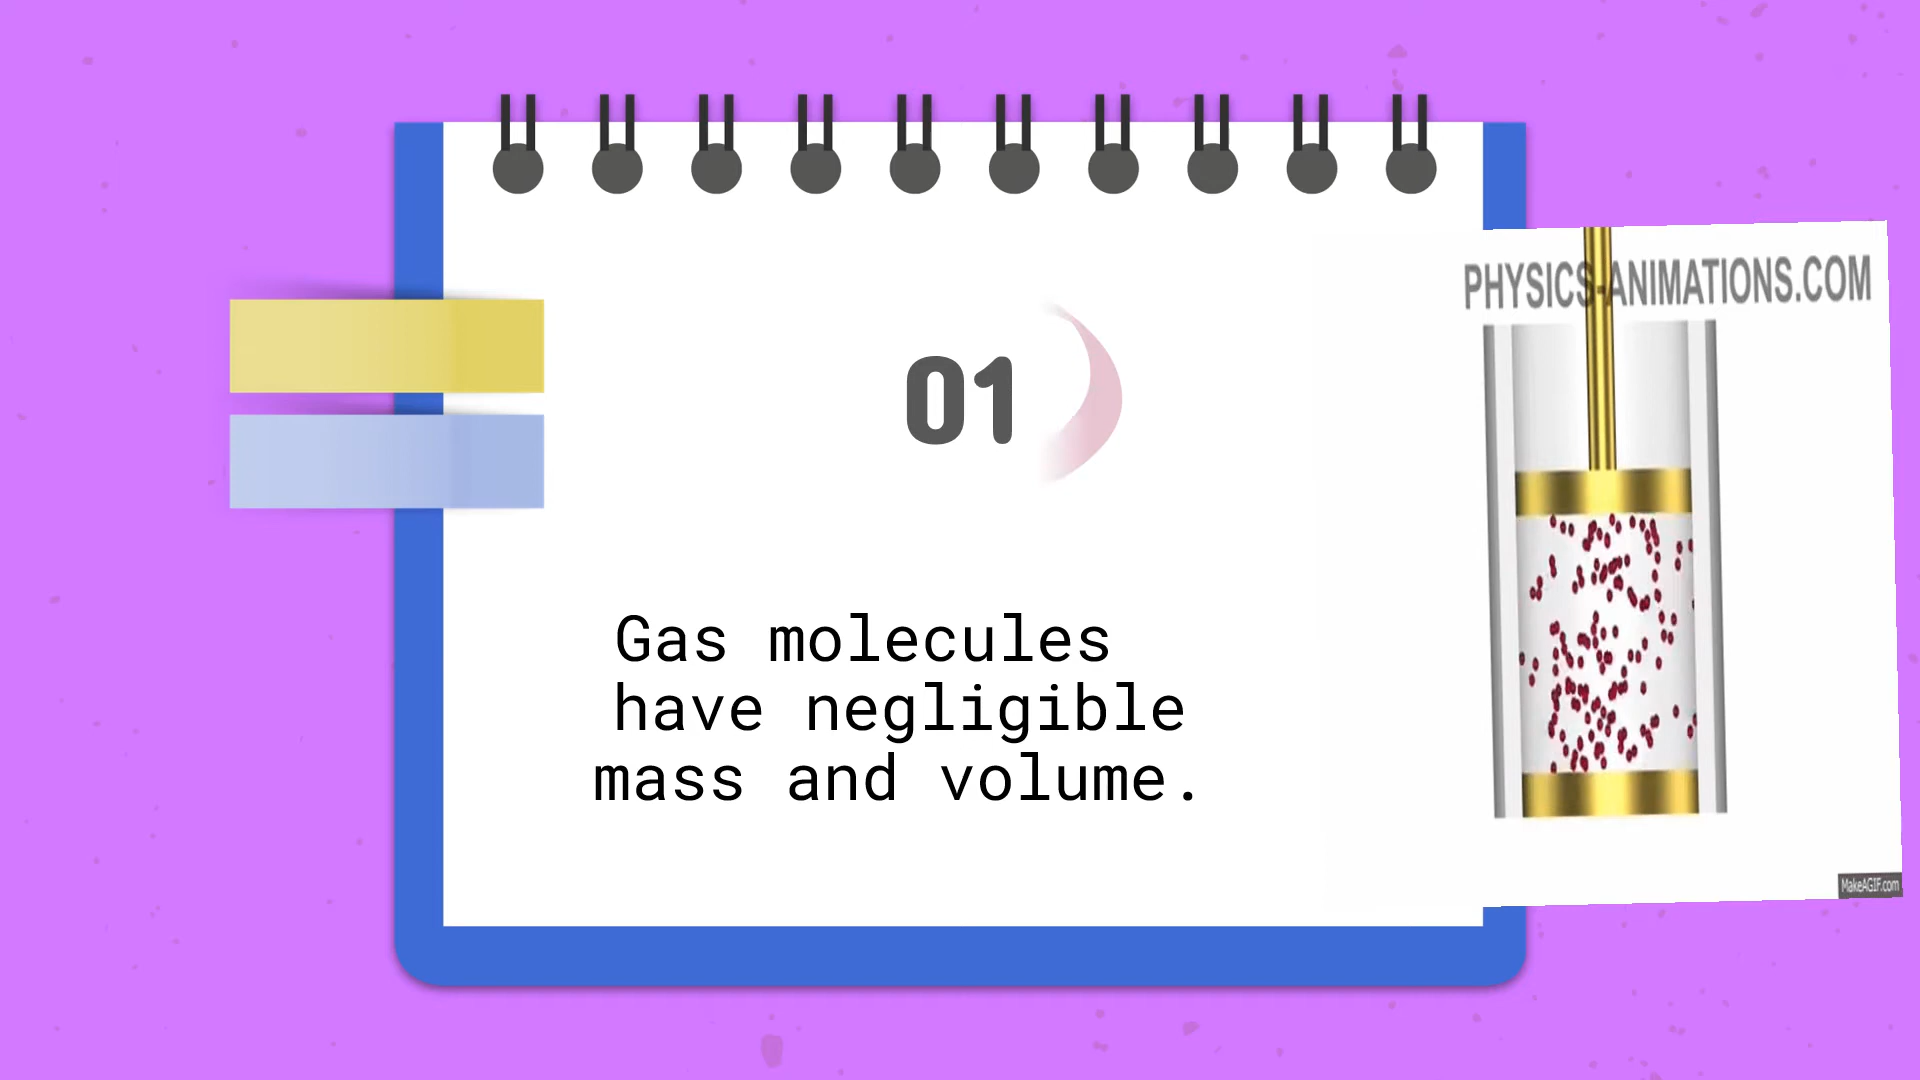 01
Gas molecules
have negligible
mass and volume.
PHYSICS-ANIMATIONS.COM
MakeAGIF.com